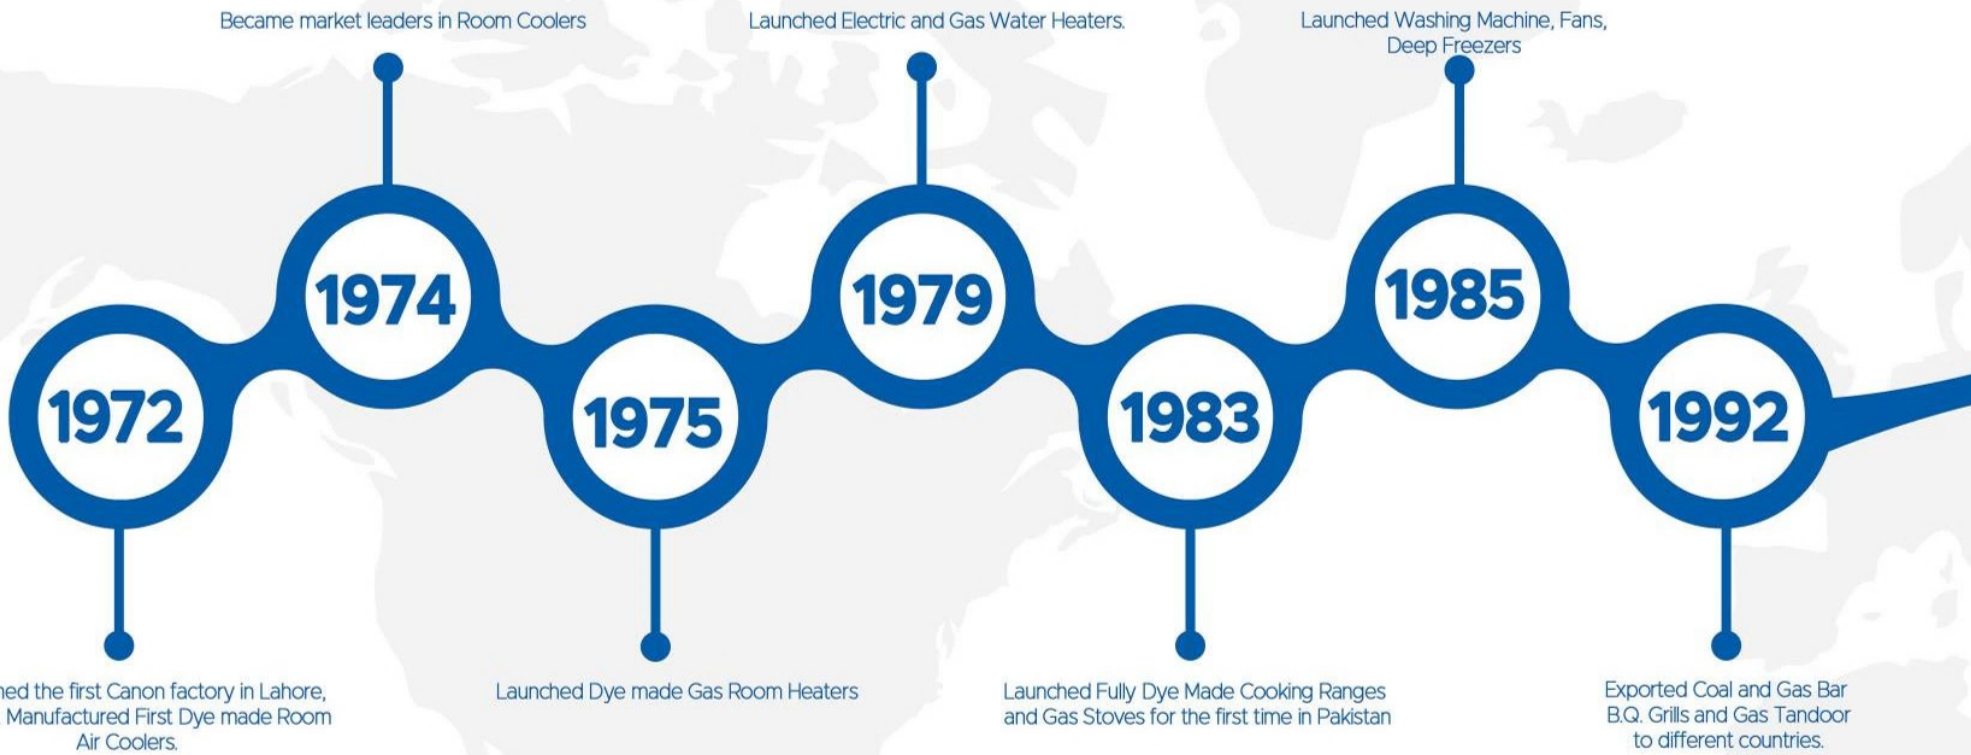 Became market leaders in Room Coolers
Launched Electric and Gas Water Heaters.
Launched Washing Machine, Fans,
Deep Freezers
1974
1979
1985
1972
1975
1983
1992
the first Canon factory in Lahore,
Manufactured First Dye made Room
Air Coolers.
Launched Dye made Gas Room Heaters
Launched Fully Dye Made Cooking Ranges
and Gas Stoves for the first time in Pakistan
Exported Coal and Gas Bar
B.Q. Grills and Gas Tandoor
to different countries.